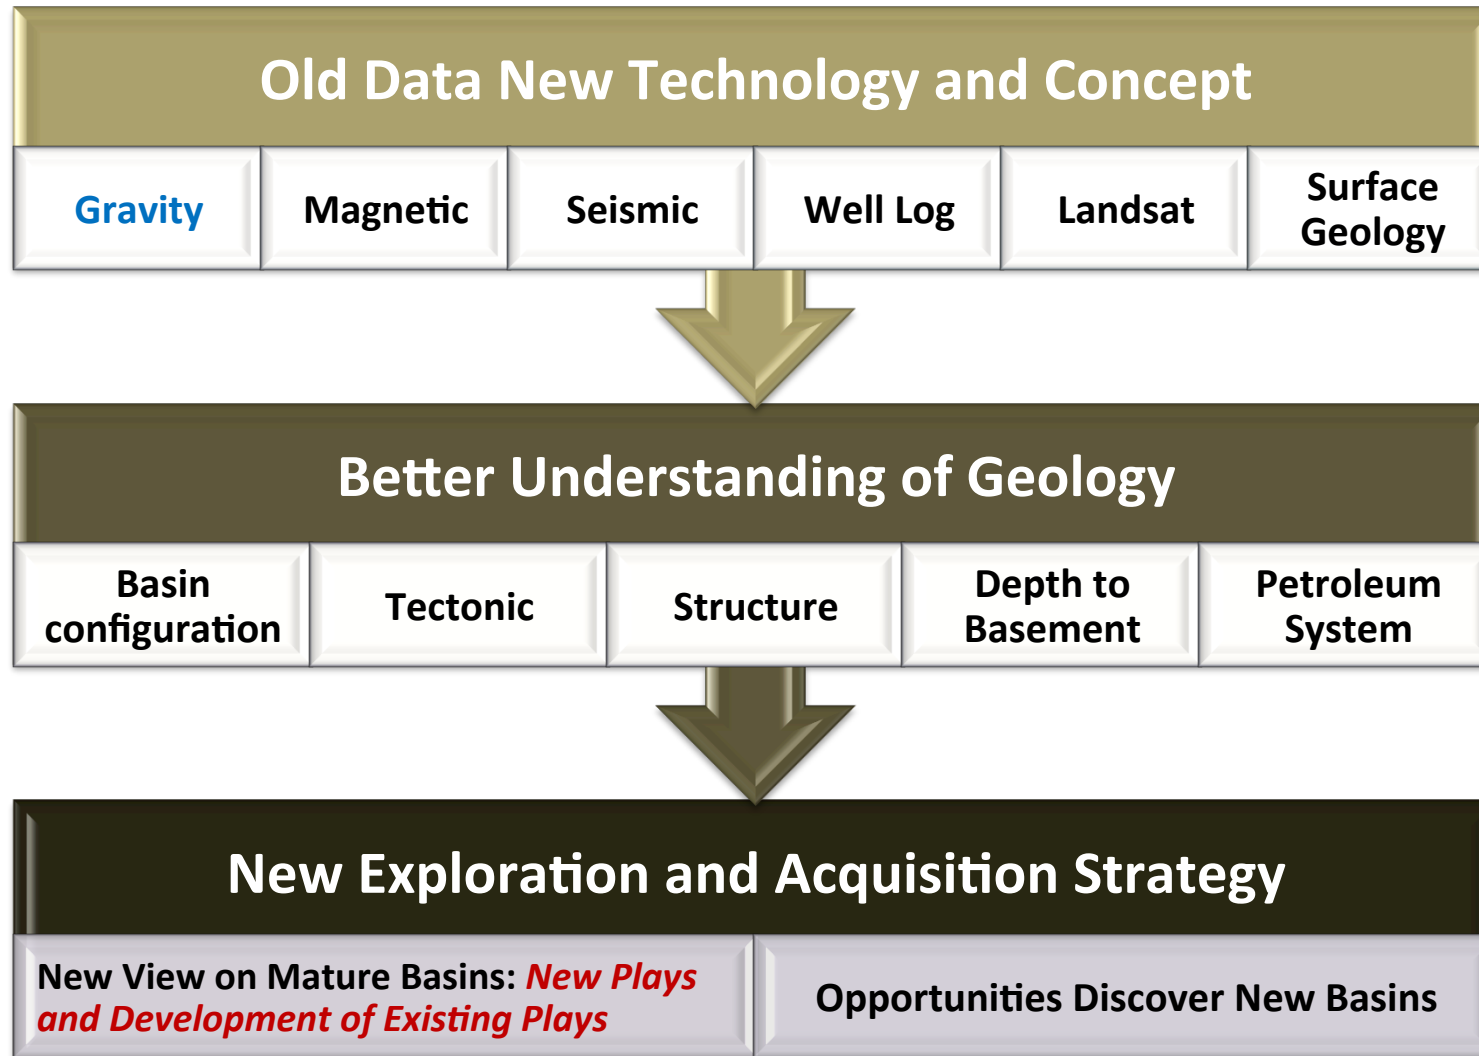 Old Data New Technology and Concept
Gravity
Magnetic
Seismic
Well Log
Landsat
Surface
Geology
Better Understanding of Geology
Basin
configuration
Tectonic
Structure
Depth to
Basement
Petroleum
System
New Exploration and Acquisition Strategy
New View on Mature Basins: New Plays
and Development of Existing Plays
Opportunities Discover New Basins